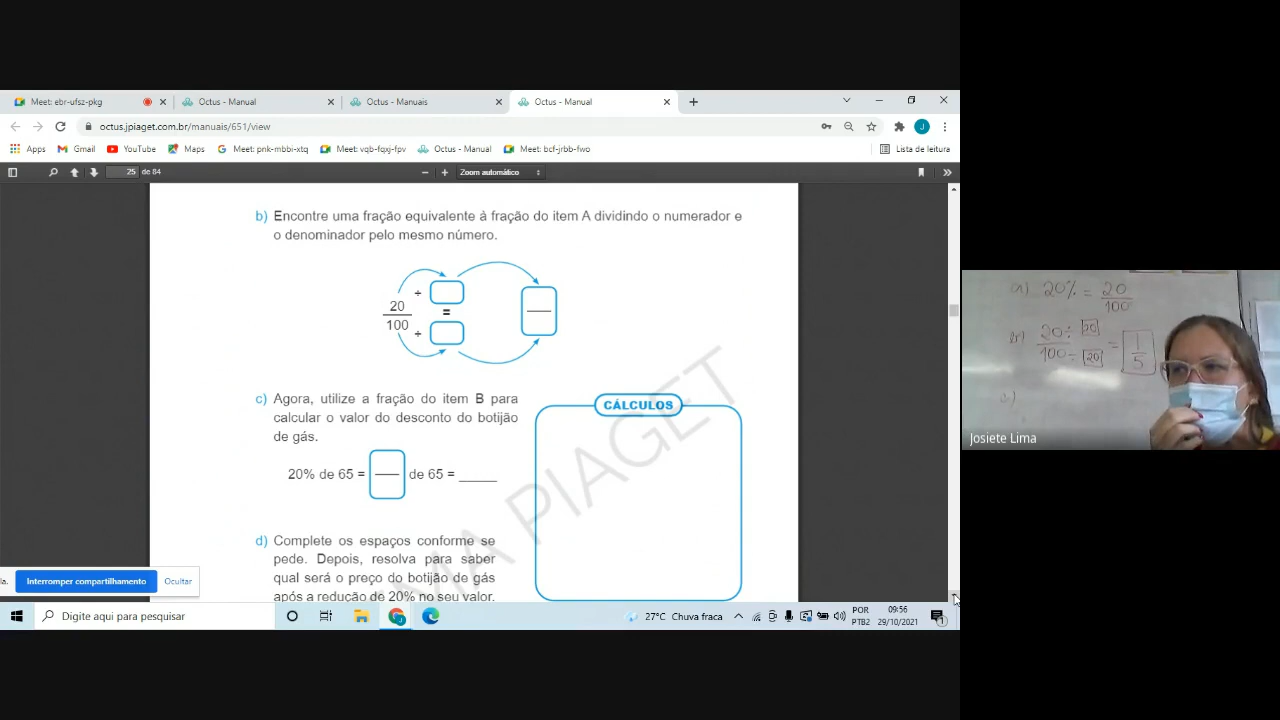 Meet: ebr-ufsz-pkg
Octus - Manual
Octus - Manuais
Octus - Manual
octus.jpiaget.com.br/manuais/651/view
Apps
Gmail
YouTube
Maps
Meet: pnk-mbbi-xtq
Meet: vqb-fqxj-fpv
Octus - Manual
Meet: bcf-jrbb-fwo
Lista de leitura
25 de 84
Zoom automático
b) Encontre uma fração equivalente à fração do item A dividindo o numerador e
o denominador pelo mesmo número.
20 ÷
=
100 ÷
c) Agora, utilize a fração do item B para
calcular o valor do desconto do botijão
de gás.
20% de 65 = de 65 = _____
CÁLCULOS
d) Complete os espaços conforme se
pede. Depois, resolva para saber
qual será o preço do botijão de gás
após a redução de 20% no seu valor.
MA PIAGET
la.
Interromper compartilhamento
Ocultar
Digite aqui para pesquisar
27°C Chuva fraca
POR
PTB2
09:56
29/10/2021
1
J
a) 20% = 20/100
b) 20 ÷ 20 = 1
100 ÷ 20 5
c)
Josiete Lima